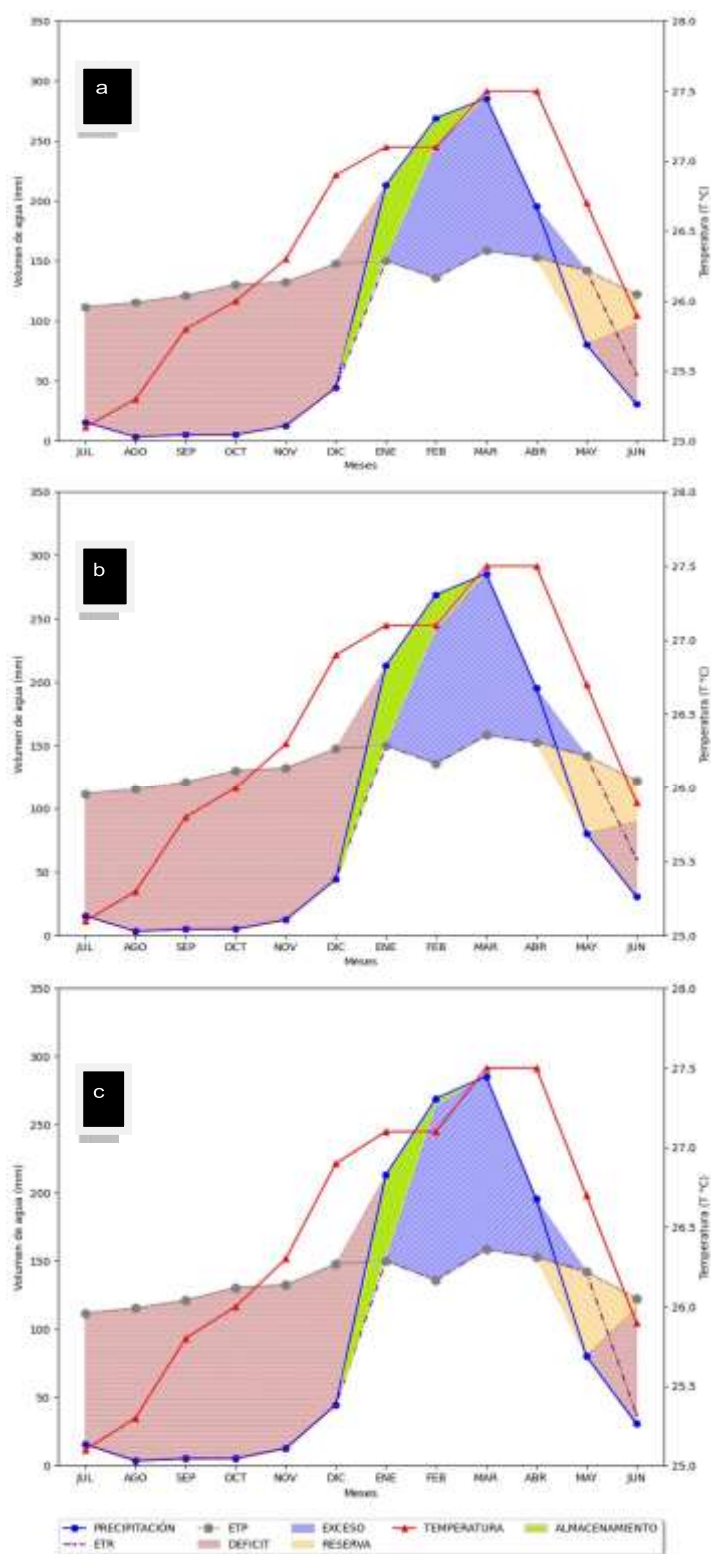 a
350
300
250
200
150
100
50
0
Volumen de agua (mm)
28.0
27.5
27.0
26.5
26.0
25.5
25.0
Temperatura (T °C)
JUL AGO SEP OCT NOV DIC ENE FEB MAR ABR MAY JUN
Meses
b
350
300
250
200
150
100
50
0
Volumen de agua (mm)
28.0
27.5
27.0
26.5
26.0
25.5
25.0
Temperatura (T °C)
JUL AGO SEP OCT NOV DIC ENE FEB MAR ABR MAY JUN
Meses
c
350
300
250
200
150
100
50
0
Volumen de agua (mm)
28.0
27.5
27.0
26.5
26.0
25.5
25.0
Temperatura (T °C)
JUL AGO SEP OCT NOV DIC ENE FEB MAR ABR MAY JUN
Meses
PRECIPITACIÓN ETP EXCESO TEMPERATURA ALMACENAMIENTO
ETR DEFICIT RESERVA